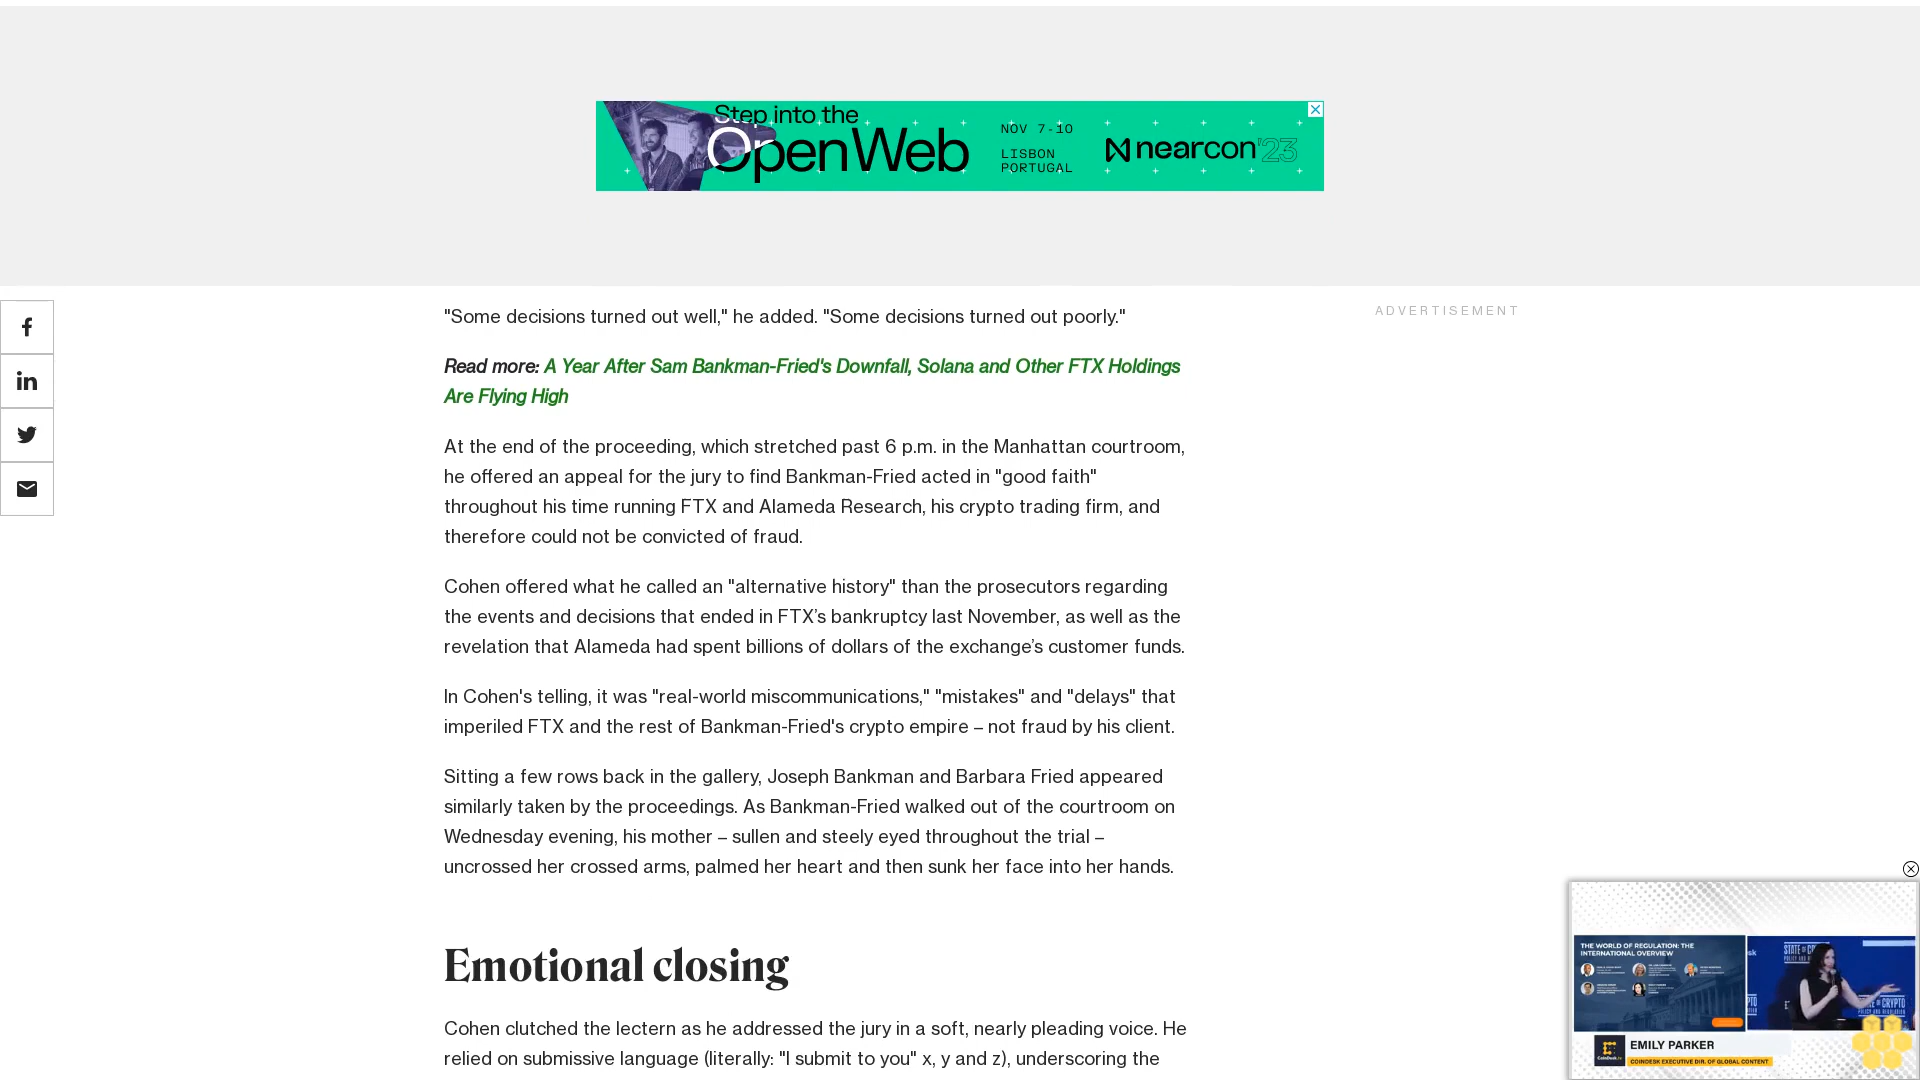 Step into the
OpenWeb
NOV 7-10
LISBON
PORTUGAL
nearcon'23
"Some decisions turned out well," he added. "Some decisions turned out poorly."
ADVERTISEMENT
Read more: A Year After Sam Bankman-Fried's Downfall, Solana and Other FTX Holdings
Are Flying High
At the end of the proceeding, which stretched past 6 p.m. in the Manhattan courtroom,
he offered an appeal for the jury to find Bankman-Fried acted in "good faith"
throughout his time running FTX and Alameda Research, his crypto trading firm, and
therefore could not be convicted of fraud.
Cohen offered what he called an "alternative history" than the prosecutors regarding
the events and decisions that ended in FTX’s bankruptcy last November, as well as the
revelation that Alameda had spent billions of dollars of the exchange’s customer funds.
In Cohen's telling, it was "real-world miscommunications," "mistakes" and "delays" that
imperiled FTX and the rest of Bankman-Fried's crypto empire – not fraud by his client.
Sitting a few rows back in the gallery, Joseph Bankman and Barbara Fried appeared
similarly taken by the proceedings. As Bankman-Fried walked out of the courtroom on
Wednesday evening, his mother – sullen and steely eyed throughout the trial –
uncrossed her crossed arms, palmed her heart and then sunk her face into her hands.
Emotional closing
Cohen clutched the lectern as he addressed the jury in a soft, nearly pleading voice. He
relied on submissive language (literally: "I submit to you" x, y and z), underscoring the
THE WORLD OF REGULATION: THE
INTERNATIONAL OVERVIEW
EMILY PARKER
COINDESK EXECUTIVE DIR. OF GLOBAL CONTENT